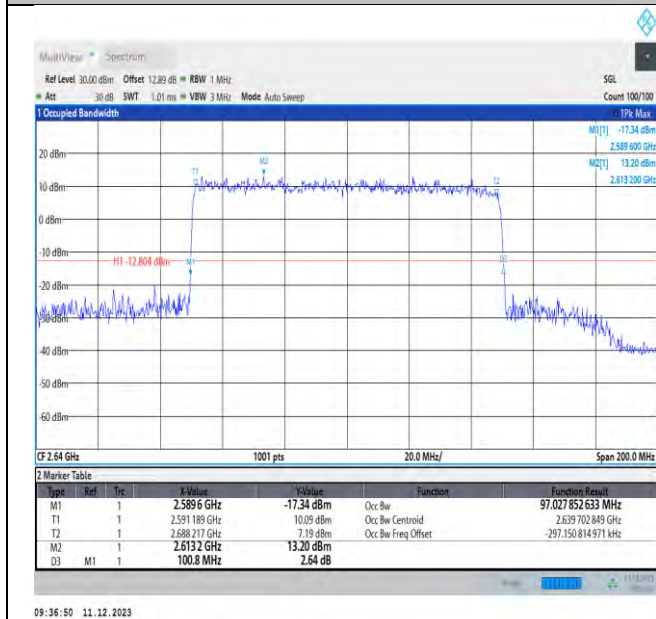 MultiView Spectrum
Ref Level 30.00 dBm Offset 12.89 dB RBW 1 MHz SGL
Att 30 dB SWT 1.01 ms VBW 3 MHz Mode Auto Sweep Count 100/100
1 Occupied Bandwidth 1Pk Max
M1[1] -17.34 dBm
2.589 600 GHz
M2[1] 13.20 dBm
2.613 200 GHz
20 dBm
T1 M2 T2
10 dBm
0 dBm
-10 dBm
H1 -12.804 dBm M1 D3
-20 dBm
-30 dBm
-40 dBm
-50 dBm
-60 dBm
CF 2.64 GHz 1001 pts 20.0 MHz/ Span 200.0 MHz
2 Marker Table
Type Ref Trc X-Value Y-Value Function Function Result
M1 1 2.589 6 GHz -17.34 dBm Occ Bw 97.027 852 633 MHz
T1 1 2.591 189 GHz 10.09 dBm Occ Bw Centroid 2.639 702 849 GHz
T2 1 2.688 217 GHz 7.19 dBm Occ Bw Freq Offset -297.150 814 971 kHz
M2 1 2.613 2 GHz 13.20 dBm
D3 M1 1 100.8 MHz 2.64 dB
09:36:50 11.12.2023